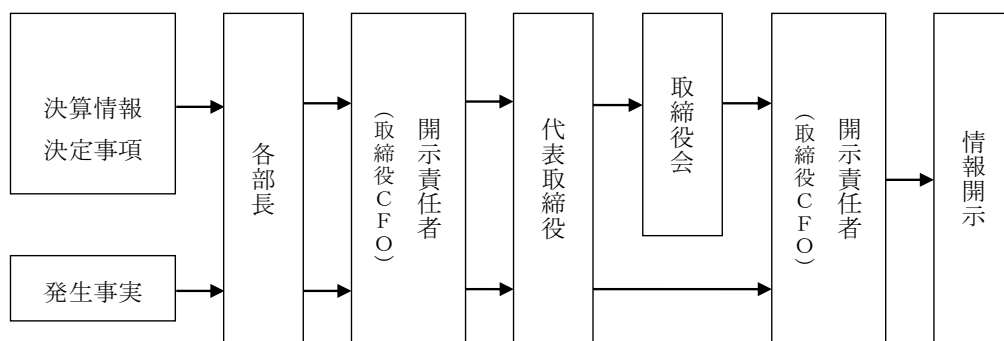 決算情報
決定事項
発生事実
各部長
開示責任者
（取締役CFO）
代表取締役
取締役会
開示責任者
（取締役CFO）
情報開示